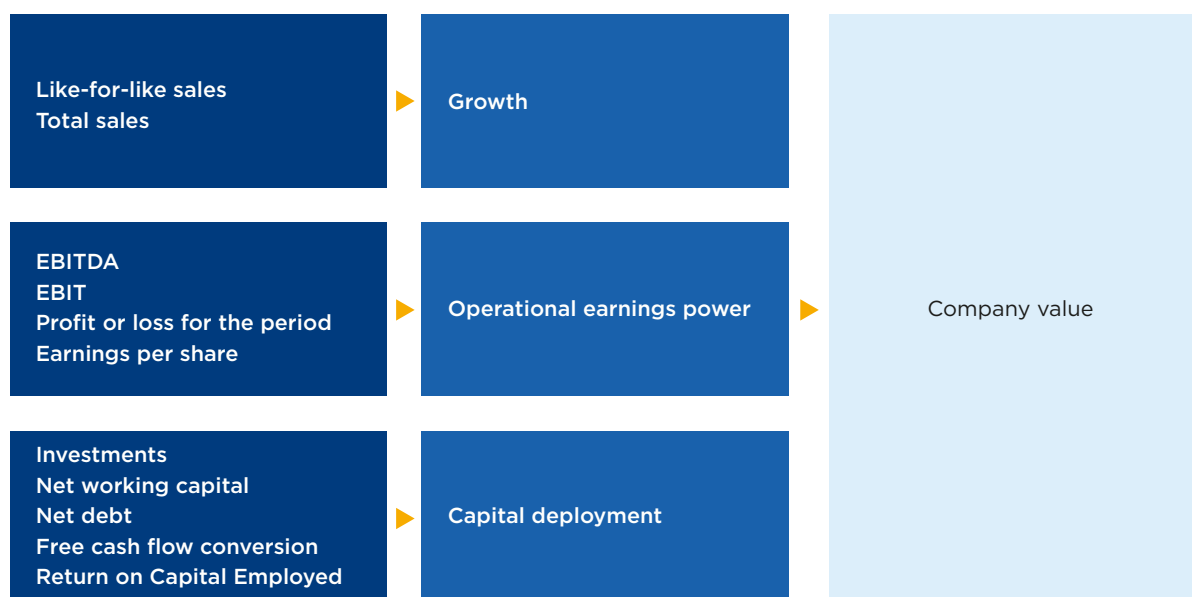 Like-for-like sales
Total sales
Growth
EBITDA
EBIT
Profit or loss for the period
Earnings per share
Operational earnings power
Company value
Investments
Net working capital
Net debt
Free cash flow conversion
Return on Capital Employed
Capital deployment